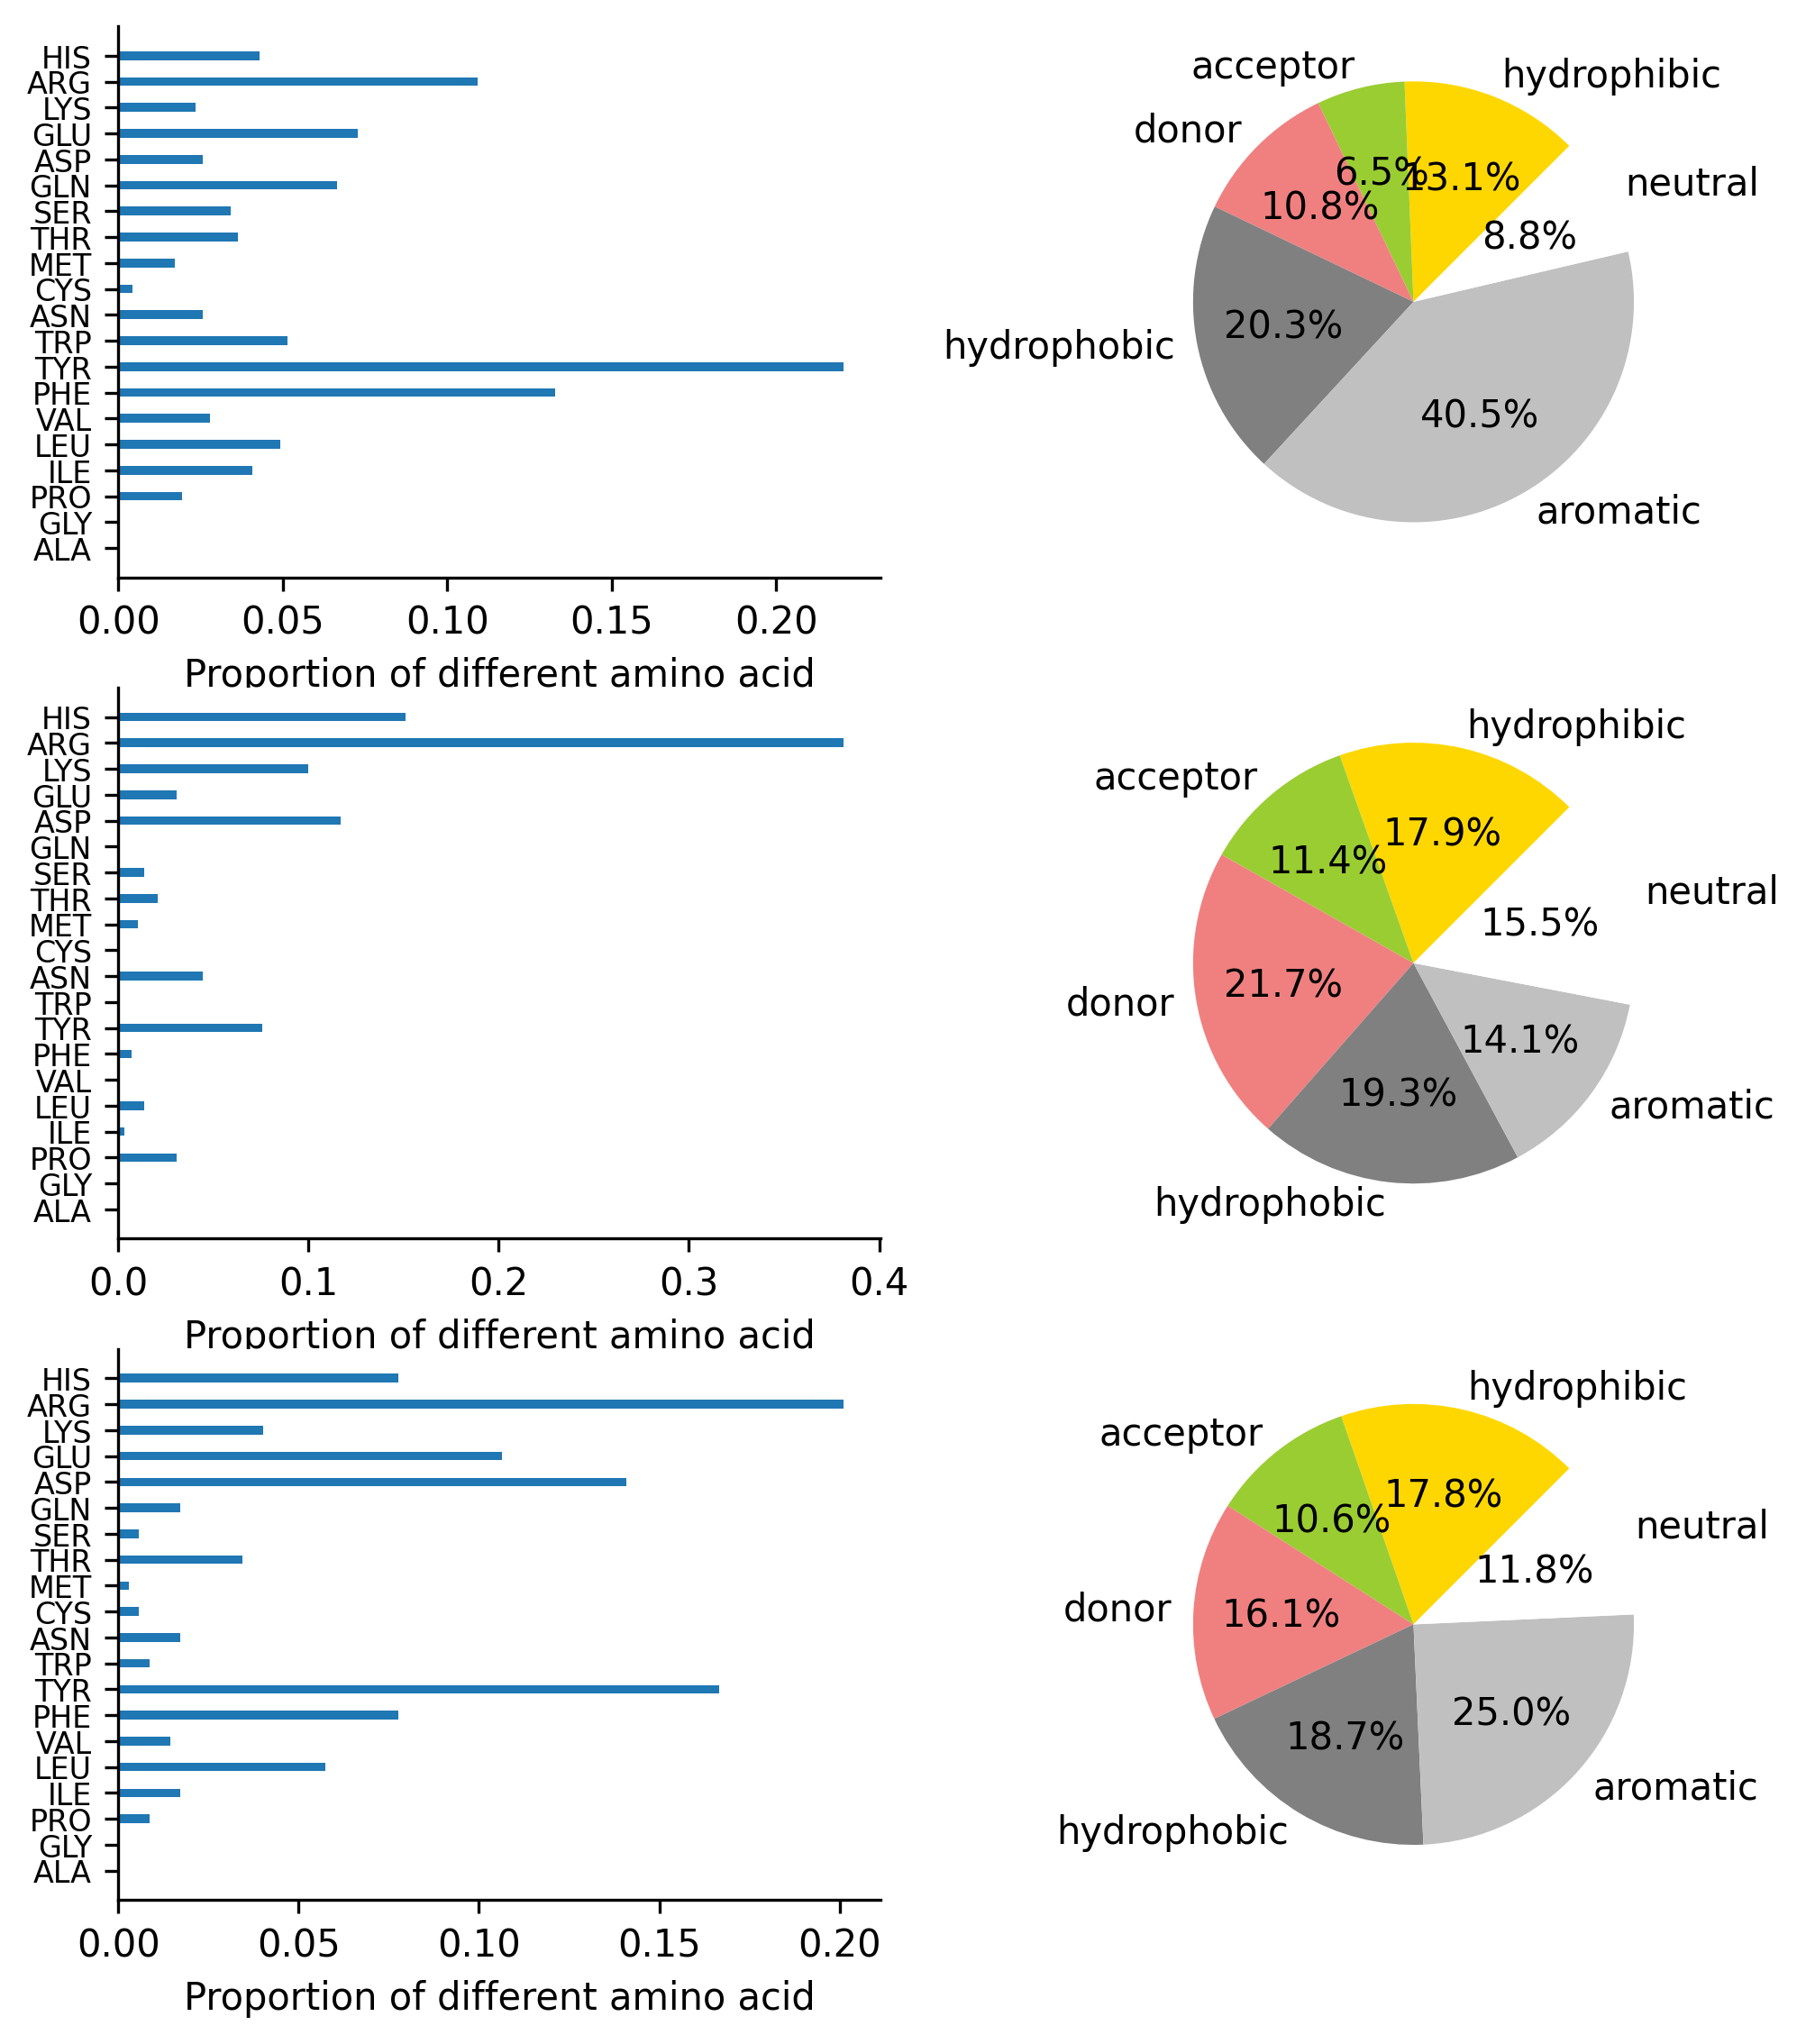 HIS
ARG
LYS
GLU
ASP
GLN
SER
THR
MET
CYS
ASN
TRP
TYR
PHE
VAL
LEU
ILE
PRO
GLY
ALA
0.00 0.05 0.10 0.15 0.20
Proportion of different amino acid
hydrophibic
acceptor
donor
hydrophobic
aromatic
neutral
13.1%
6.5%
10.8%
20.3%
40.5%
8.8%
HIS
ARG
LYS
GLU
ASP
GLN
SER
THR
MET
CYS
ASN
TRP
TYR
PHE
VAL
LEU
ILE
PRO
GLY
ALA
0.0 0.1 0.2 0.3 0.4
Proportion of different amino acid
hydrophibic
acceptor
donor
hydrophobic
aromatic
neutral
17.9%
11.4%
21.7%
19.3%
14.1%
15.5%
HIS
ARG
LYS
GLU
ASP
GLN
SER
THR
MET
CYS
ASN
TRP
TYR
PHE
VAL
LEU
ILE
PRO
GLY
ALA
0.00 0.05 0.10 0.15 0.20
Proportion of different amino acid
hydrophibic
acceptor
donor
hydrophobic
aromatic
neutral
17.8%
10.6%
16.1%
18.7%
25.0%
11.8%